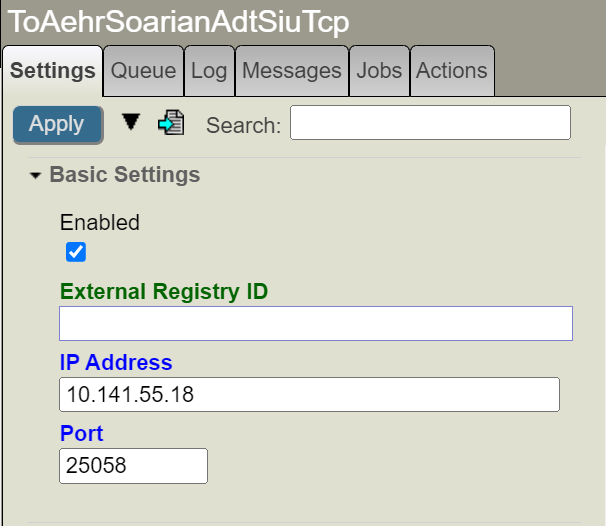 ToAehrSoarianAdtSiuTcp
Settings Queue Log Messages Jobs Actions
Apply Search:
Basic Settings
Enabled
External Registry ID
IP Address
10.141.55.18
Port
25058